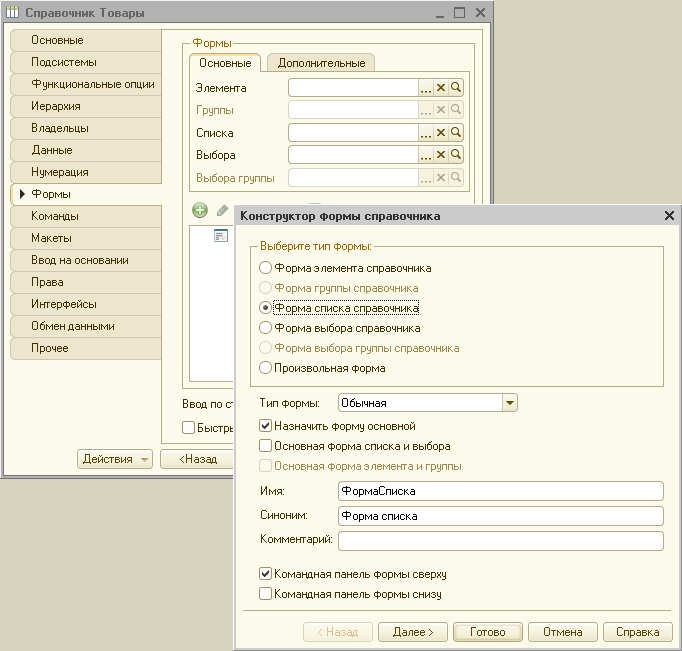 Справочник Товары
Основные
Подсистемы
Функциональные опции
Иерархия
Владельцы
Данные
Нумерация
Формы
Команды
Макеты
Ввод на основании
Права
Интерфейсы
Обмен данными
Прочее
Формы
Основные
Дополнительные
Элемента
Группы
Списка
Выбора
Выбора группы
Ввод по ст
Быстры
Действия
<Назад
Конструктор формы справочника
Выберите тип формы:
Форма элемента справочника
Форма группы справочника
Форма списка справочника
Форма выбора справочника
Форма выбора группы справочника
Произвольная форма
Тип формы: Обычная
Назначить форму основной
Основная форма списка и выбора
Основная форма элемента и группы
Имя: ФормаСписка
Синоним: Форма списка
Комментарий:
Командная панель формы сверху
Командная панель формы снизу
< Назад Далее > Готово Отмена Справка